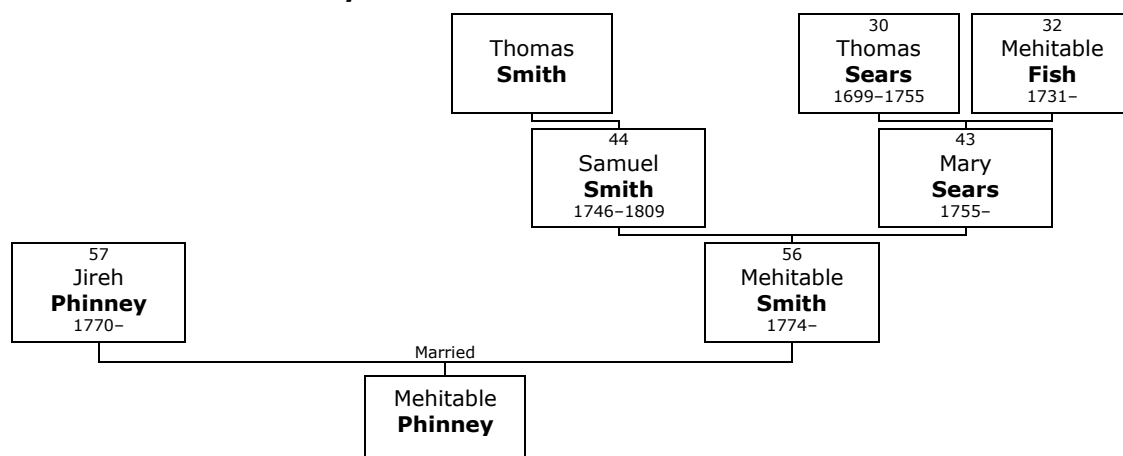 Thomas
Smith
30
Thomas
Sears
1699–1755
32
Mehitable
Fish
1731–
44
Samuel
Smith
1746–1809
43
Mary
Sears
1755–
57
Jireh
Phinney
1770–
56
Mehitable
Smith
1774–
Married
Mehitable
Phinney